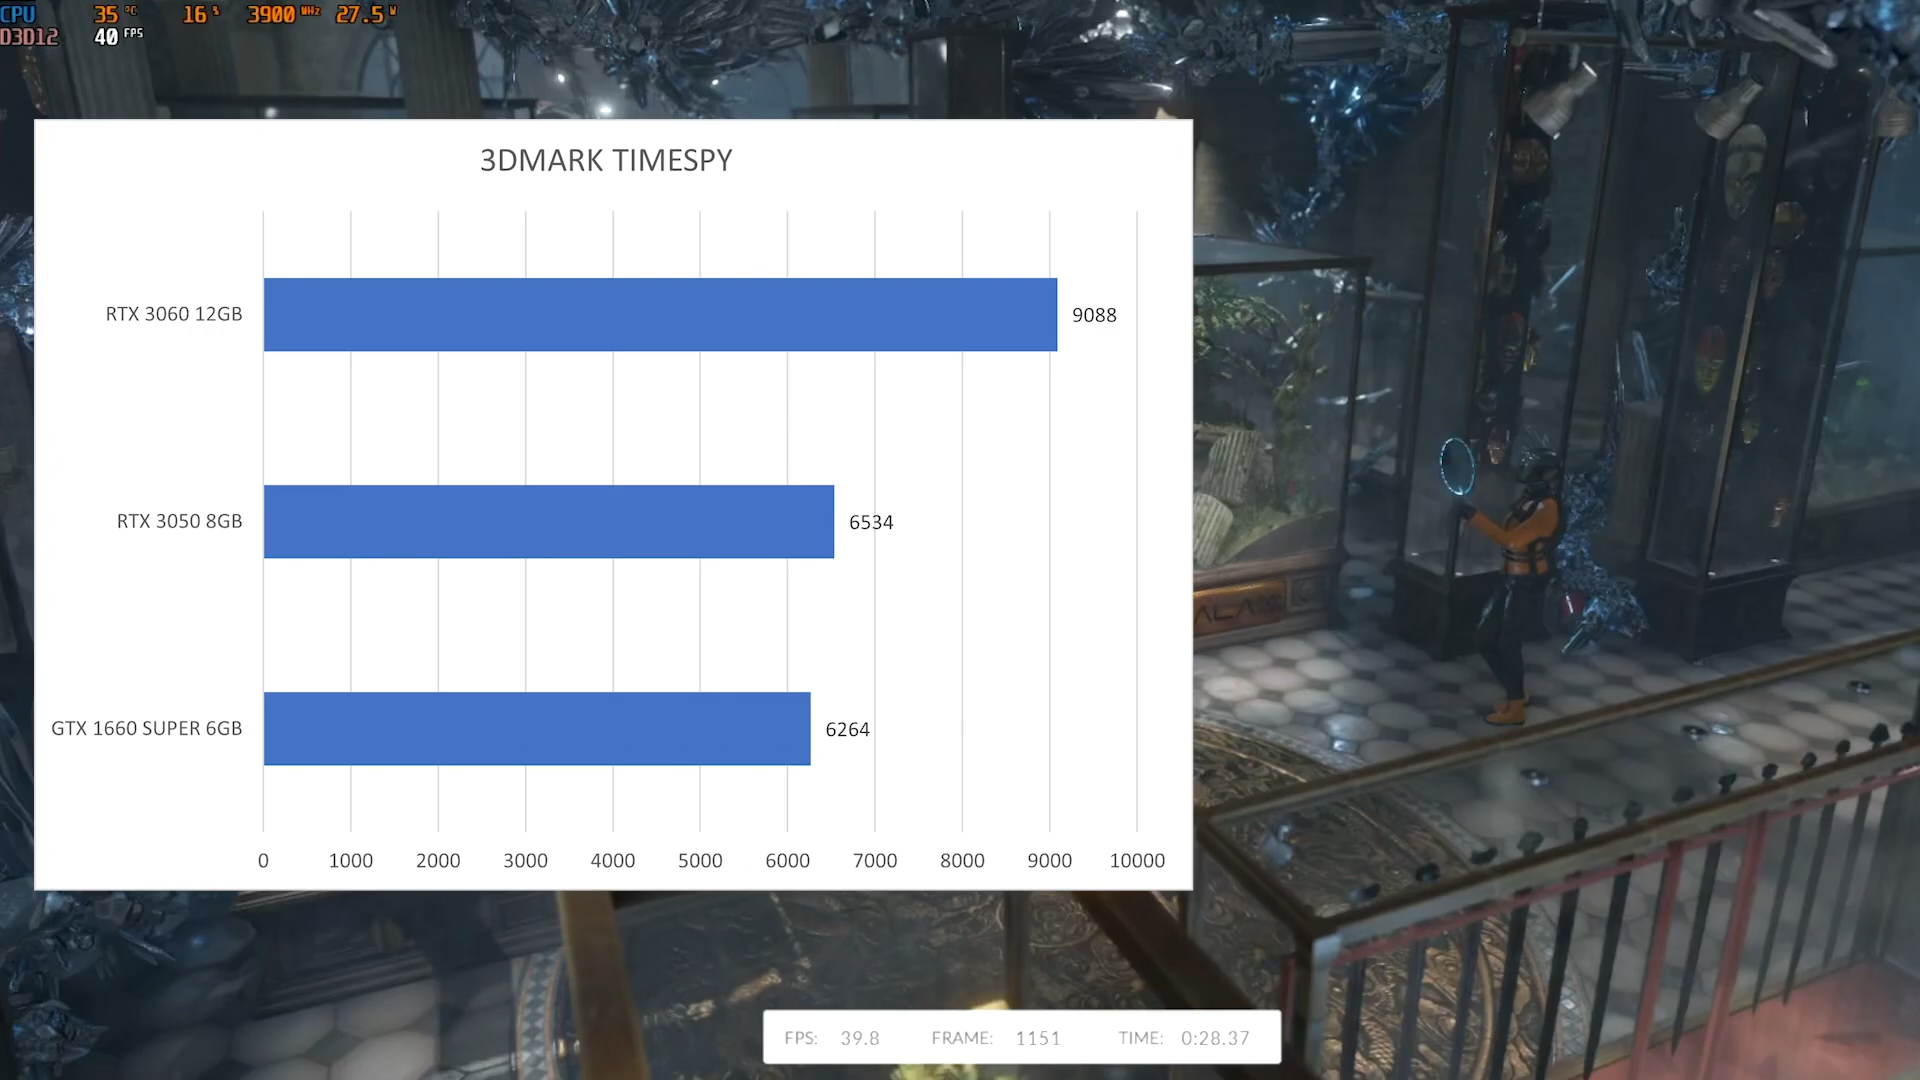 CPU 35 °C 16 % 3900 MHz 27.5 W
D3D12 40 FPS
3DMARK TIMESPY
RTX 3060 12GB 9088
RTX 3050 8GB 6534
GTX 1660 SUPER 6GB 6264
0 1000 2000 3000 4000 5000 6000 7000 8000 9000 10000
FPS: 39.8 FRAME: 1151 TIME: 0:28.37